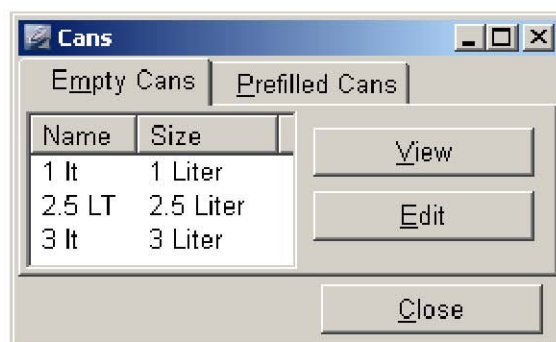 Cans
Empty Cans Prefilled Cans
Name Size
View
1 lt 1 Liter
2.5 LT 2.5 Liter
Edit
3 lt 3 Liter
Close